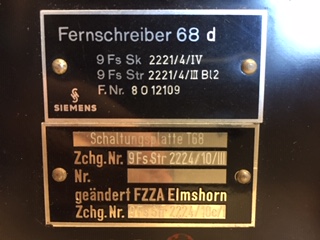 Fernschreiber 68 d
9 Fs Sk 2221/4/IV
9 Fs Str 2221/4/III Bl2
F. Nr. 8 0 12109
SIEMENS
Schaltungsplatte T68
Zchg.Nr. 9 Fs Str 2224/10/III
Nr.
geändert FZZA Elmshorn
Zchg.Nr.